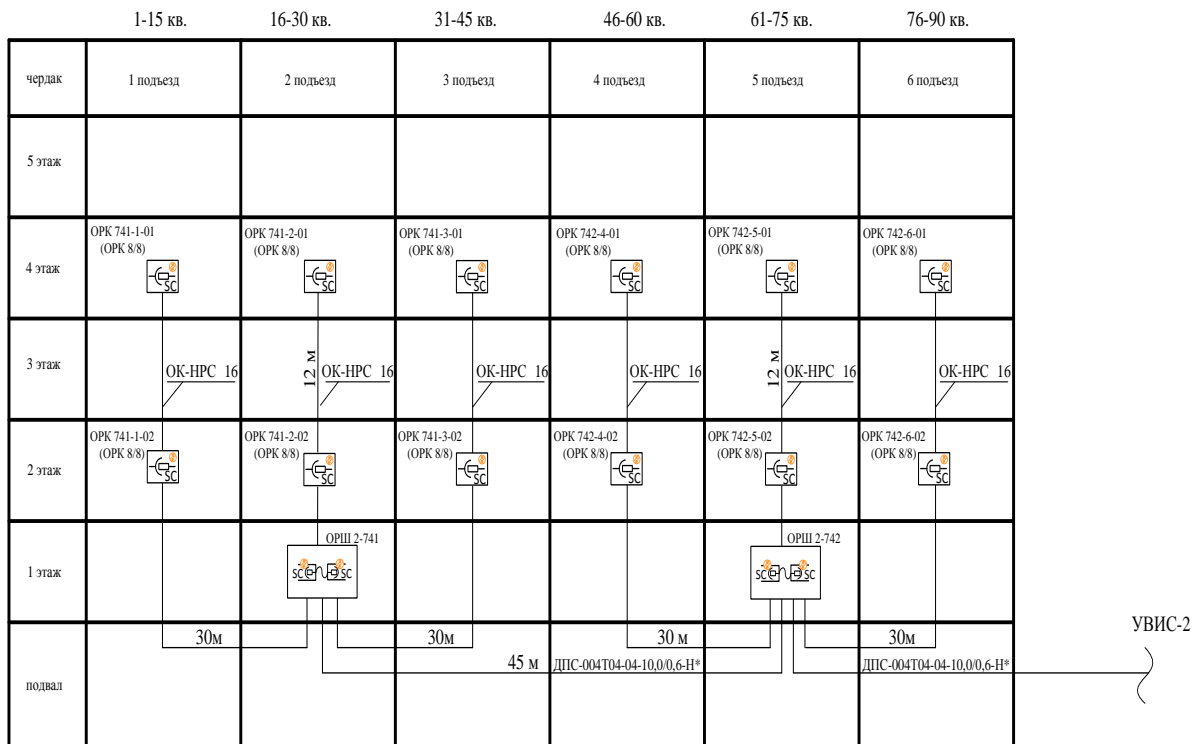 1-15 кв.
16-30 кв.
31-45 кв.
46-60 кв.
61-75 кв.
76-90 кв.
чердак
1 подъезд
2 подъезд
3 подъезд
4 подъезд
5 подъезд
6 подъезд
5 этаж
4 этаж
ОРК 741-1-01
(ОРК 8/8)
SC
ОРК 741-2-01
(ОРК 8/8)
SC
ОРК 741-3-01
(ОРК 8/8)
SC
ОРК 742-4-01
(ОРК 8/8)
SC
ОРК 742-5-01
(ОРК 8/8)
SC
ОРК 742-6-01
(ОРК 8/8)
SC
3 этаж
ОК-НРС 16
12 м
ОК-НРС 16
ОК-НРС 16
ОК-НРС 16
12 м
ОК-НРС 16
ОК-НРС 16
2 этаж
ОРК 741-1-02
(ОРК 8/8)
SC
ОРК 741-2-02
(ОРК 8/8)
SC
ОРК 741-3-02
(ОРК 8/8)
SC
ОРК 742-4-02
(ОРК 8/8)
SC
ОРК 742-5-02
(ОРК 8/8)
SC
ОРК 742-6-02
(ОРК 8/8)
SC
1 этаж
ОРШ 2-741
SC SC
ОРШ 2-742
SC SC
подвал
30м
30м
30 м
30м
45 м
ДПС-004Т04-04-10,0/0,6-Н*
ДПС-004Т04-04-10,0/0,6-Н*
УВИС-2